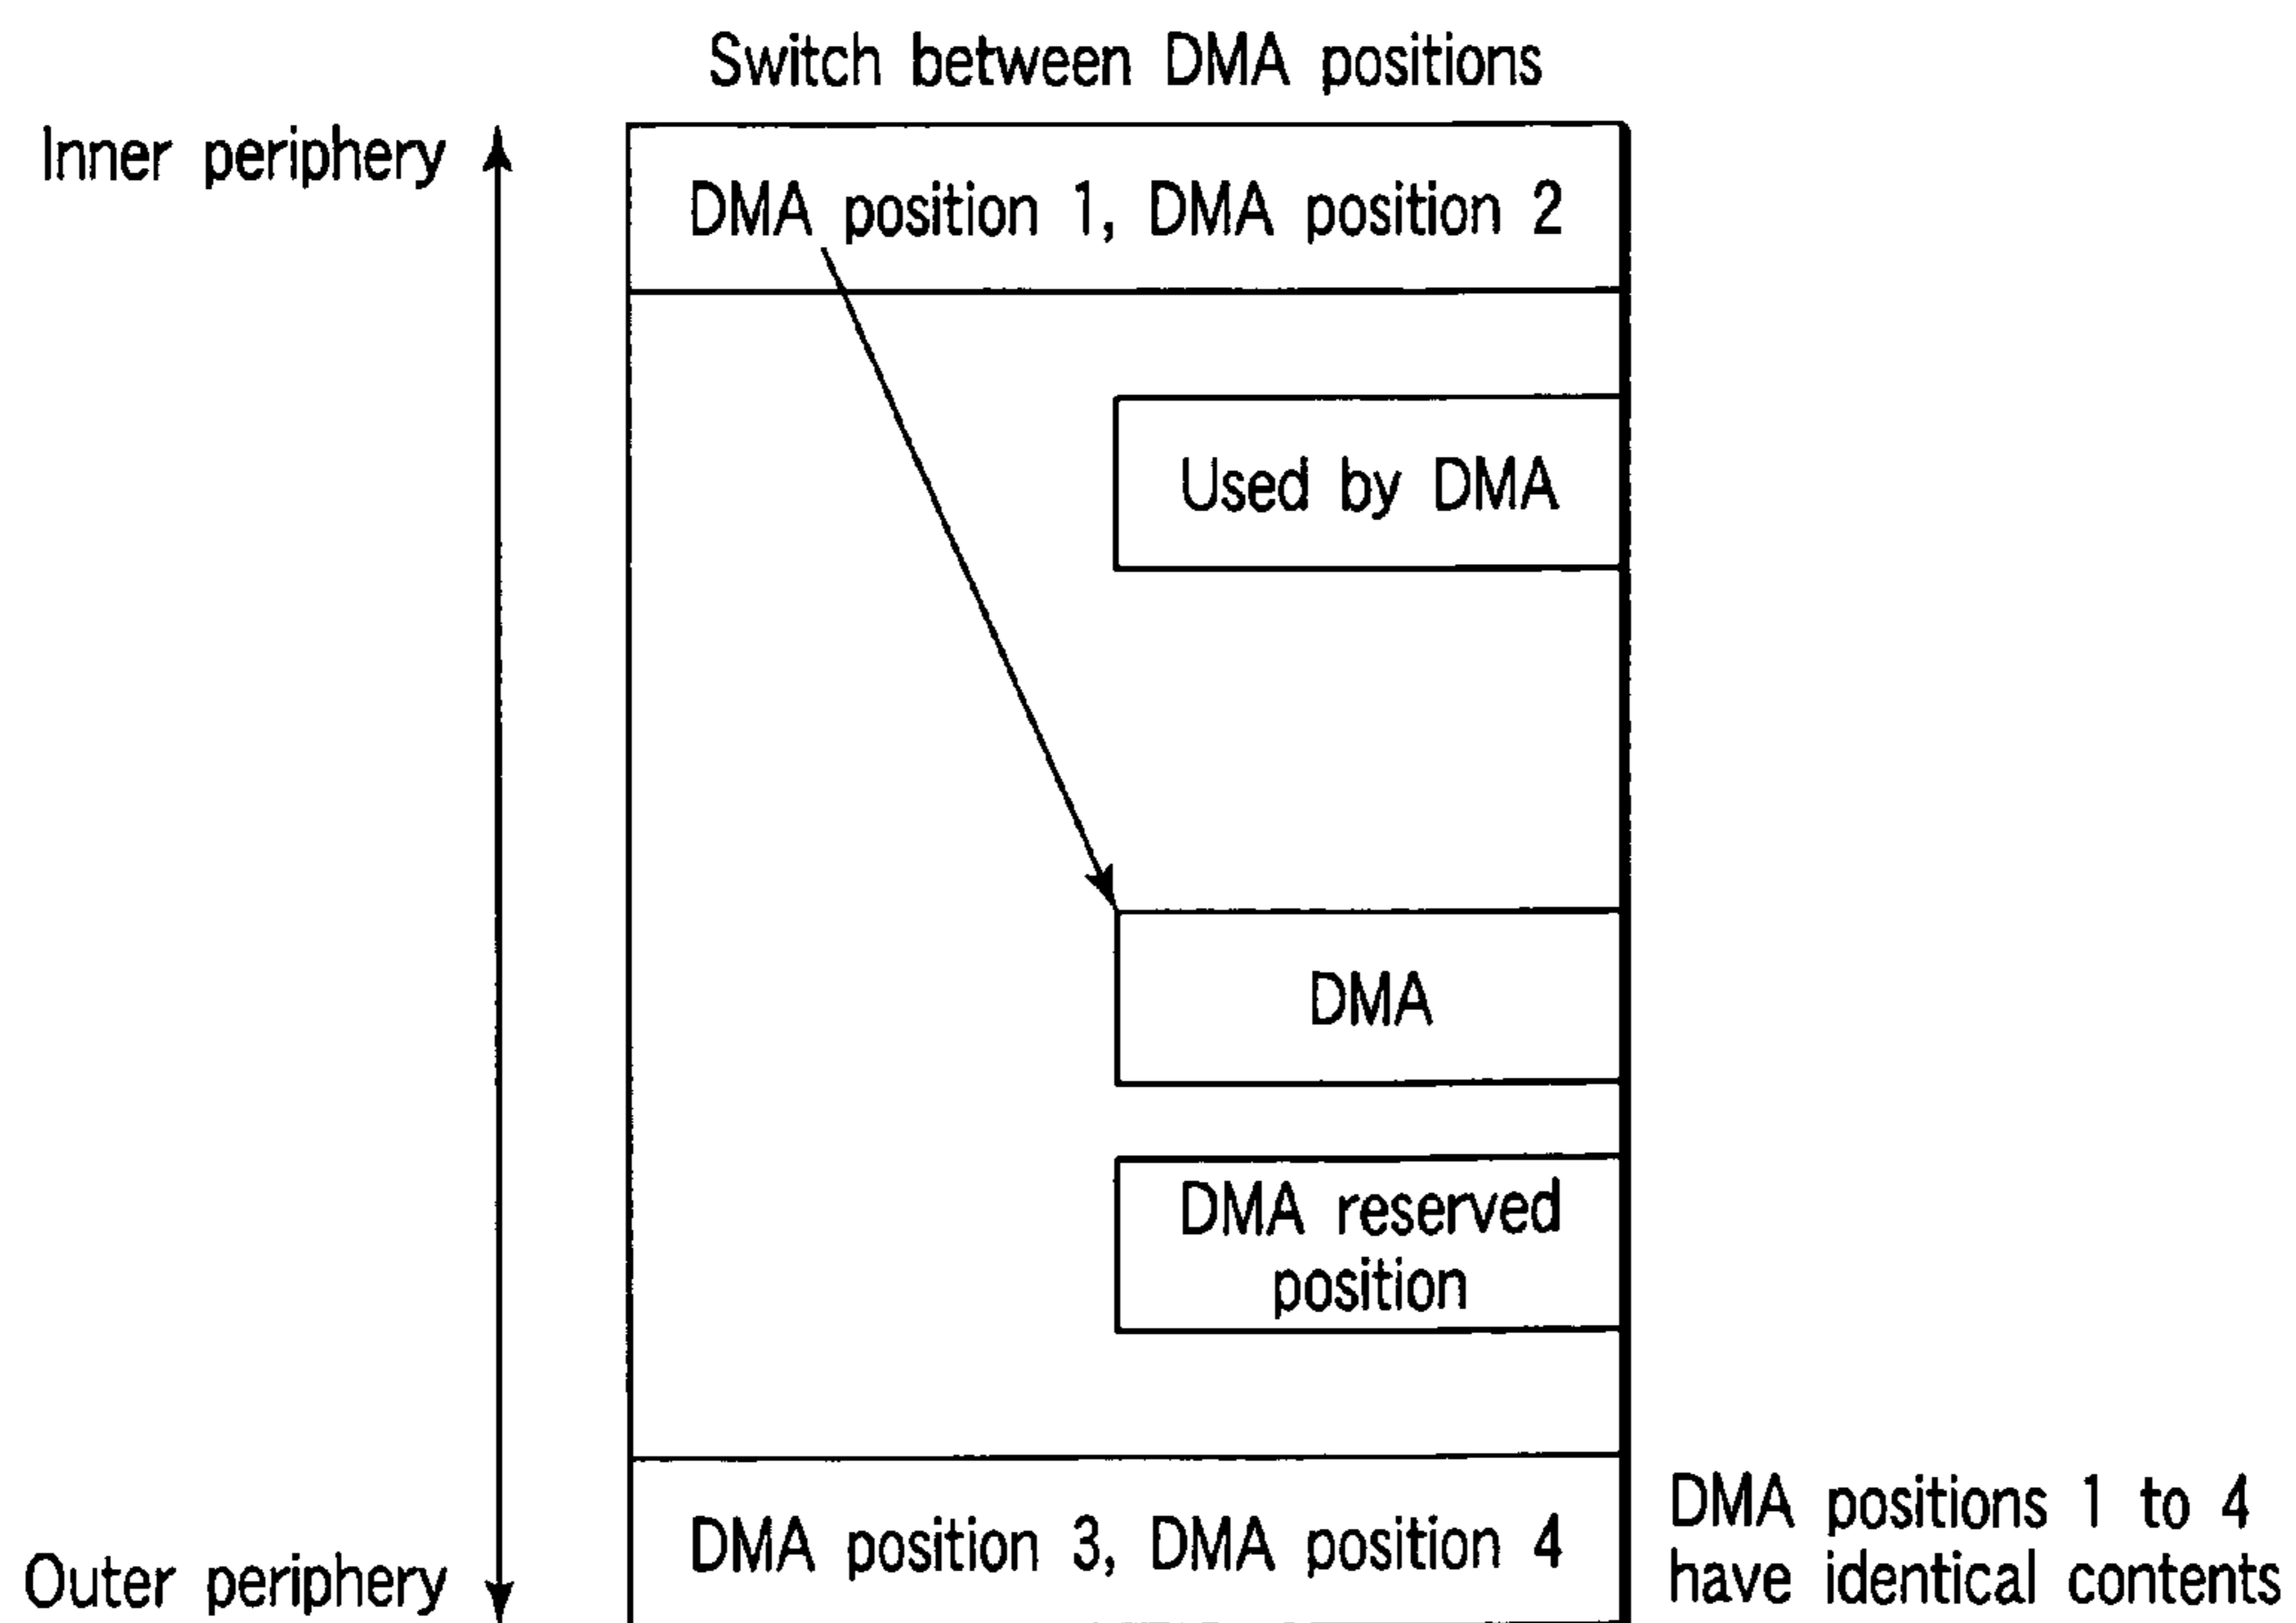 Switch between DMA positions
Inner periphery
DMA position 1, DMA position 2
Used by DMA
DMA
DMA reserved
position
DMA position 3, DMA position 4
DMA positions 1 to 4
have identical contents
Outer periphery